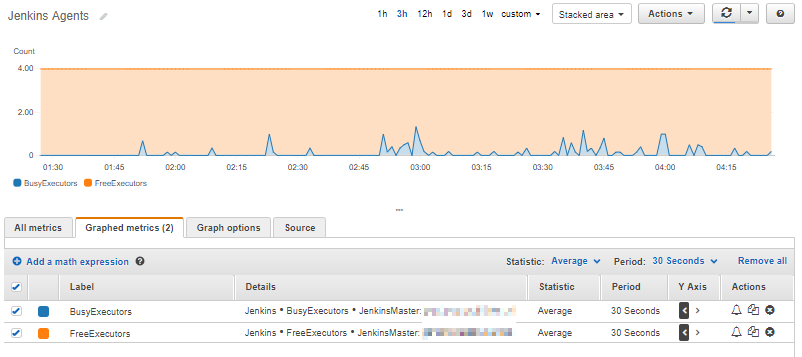 Jenkins Agents
1h 3h 12h 1d 3d 1w custom Stacked area Actions
Count
4.00
2.00
0
01:30 01:45 02:00 02:15 02:30 02:45 03:00 03:15 03:30 03:45 04:00 04:15
BusyExecutors FreeExecutors
All metrics Graphed metrics (2) Graph options Source
Add a math expression Statistic: Average Period: 30 Seconds Remove all
Label Details Statistic Period Y Axis Actions
BusyExecutors Jenkins • BusyExecutors • JenkinsMaster: Average 30 Seconds
FreeExecutors Jenkins • FreeExecutors • JenkinsMaster: Average 30 Seconds